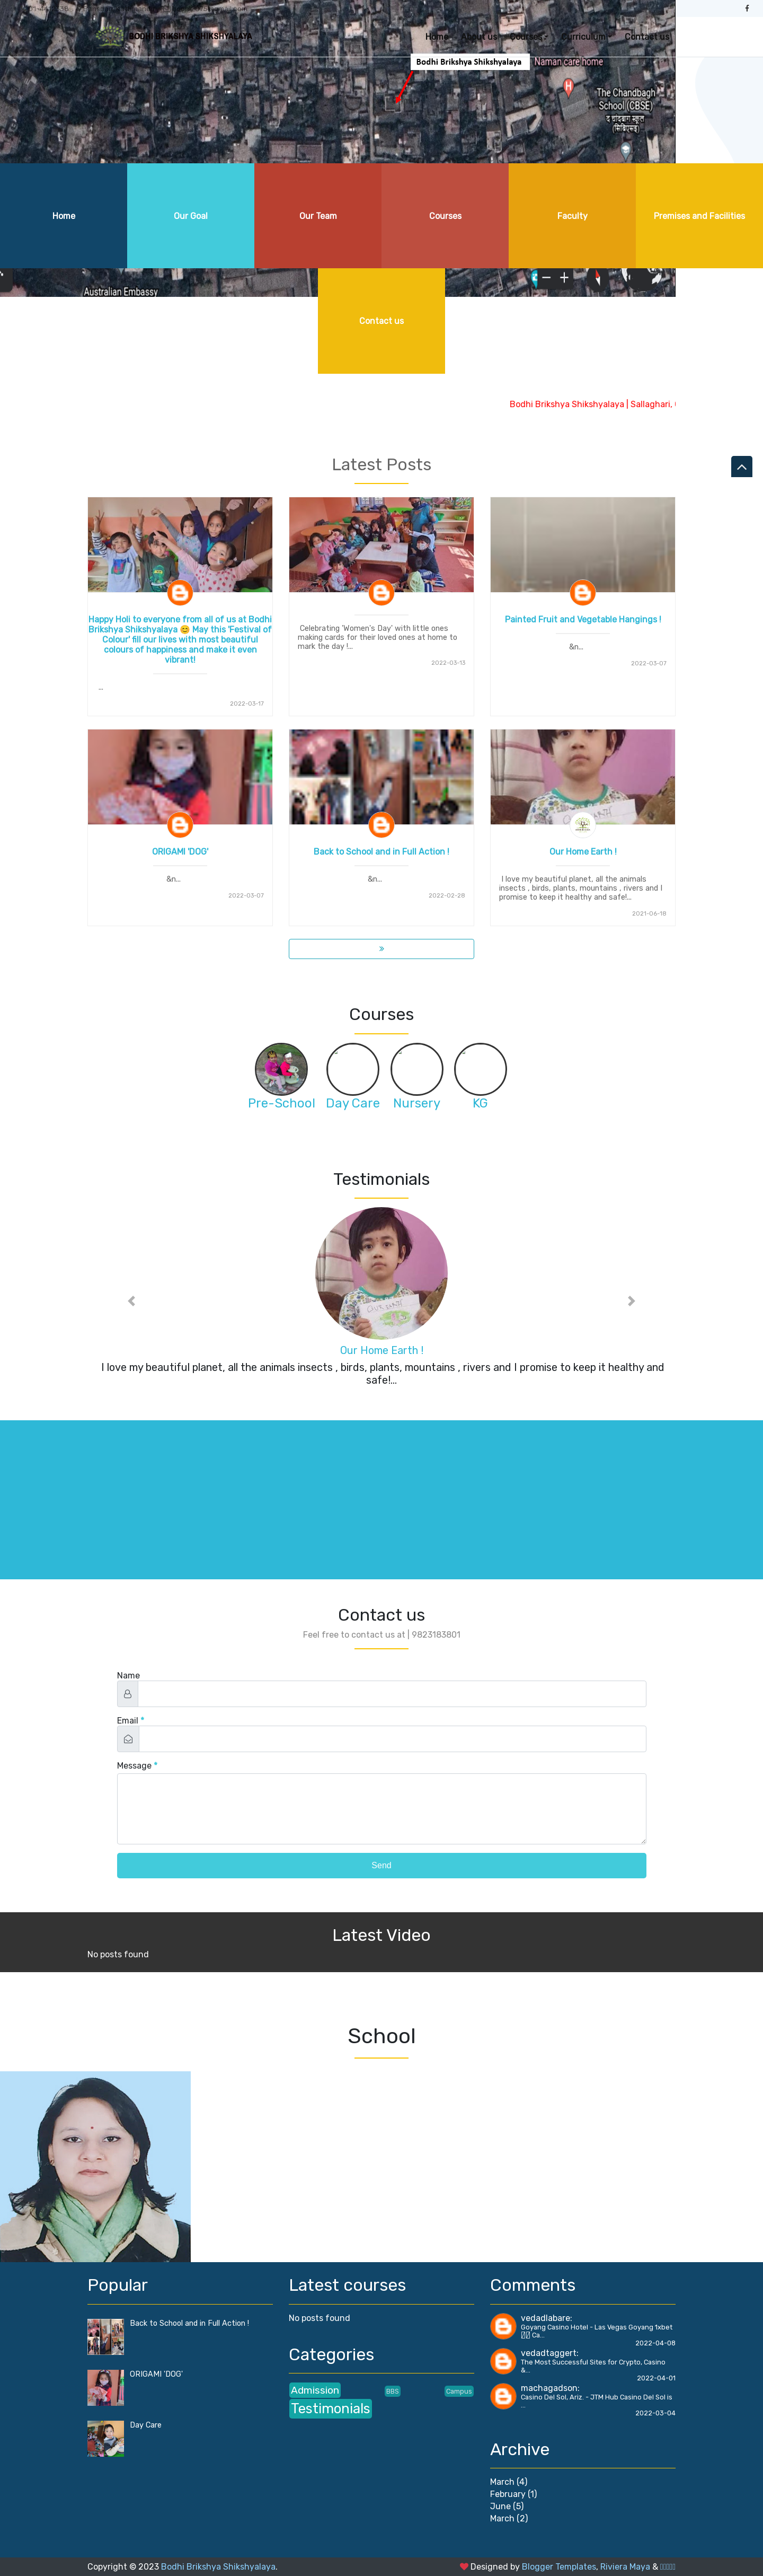 BODHI BRIKSHYA SHIKSHYALAYA
Home
About us
Courses
Curriculum
Contact us
Bodhi Brikshya Shikshyalaya
Naman care home
The Chandbagh
School (CBSE)
Home
Our Goal
Our Team
Courses
Faculty
Premises and Facilities
Australian Embassy
Contact us
Bodhi Brikshya Shikshyalaya | Sallaghari,
Latest Posts
Happy Holi to everyone from all of us at Bodhi
Brikshya Shikshyalaya 😊 May this 'Festival of
Colour' fill our lives with most beautiful
colours of happiness and make it even
vibrant!
...
2022-03-17
Celebrating 'Women's Day' with little ones
making cards for their loved ones at home to
mark the day !...
2022-03-13
Painted Fruit and Vegetable Hangings !
&n...
2022-03-07
ORIGAMI 'DOG'
&n...
2022-03-07
Back to School and in Full Action !
&n...
2022-02-28
Our Home Earth !
I love my beautiful planet, all the animals
insects , birds, plants, mountains , rivers and I
promise to keep it healthy and safe!...
2021-06-18
»
Courses
Pre-School
Day Care
Nursery
KG
Testimonials
Our Home Earth !
I love my beautiful planet, all the animals insects , birds, plants, mountains , rivers and I promise to keep it healthy and
safe!...
Contact us
Feel free to contact us at | 9823183801
Name
Email *
Message *
Send
Latest Video
No posts found
School
Popular
Back to School and in Full Action !
ORIGAMI 'DOG'
Day Care
Latest courses
No posts found
Categories
Admission
BBS
Campus
Testimonials
Comments
vedadlabare:
Goyang Casino Hotel - Las Vegas Goyang 1xbet
Ca...
2022-04-08
vedadtaggert:
The Most Successful Sites for Crypto, Casino
&...
2022-04-01
machagadson:
Casino Del Sol, Ariz. - JTM Hub Casino Del Sol is
...
2022-03-04
Archive
March (4)
February (1)
June (5)
March (2)
Copyright © 2023 Bodhi Brikshya Shikshyalaya.
Designed by Blogger Templates, Riviera Maya &